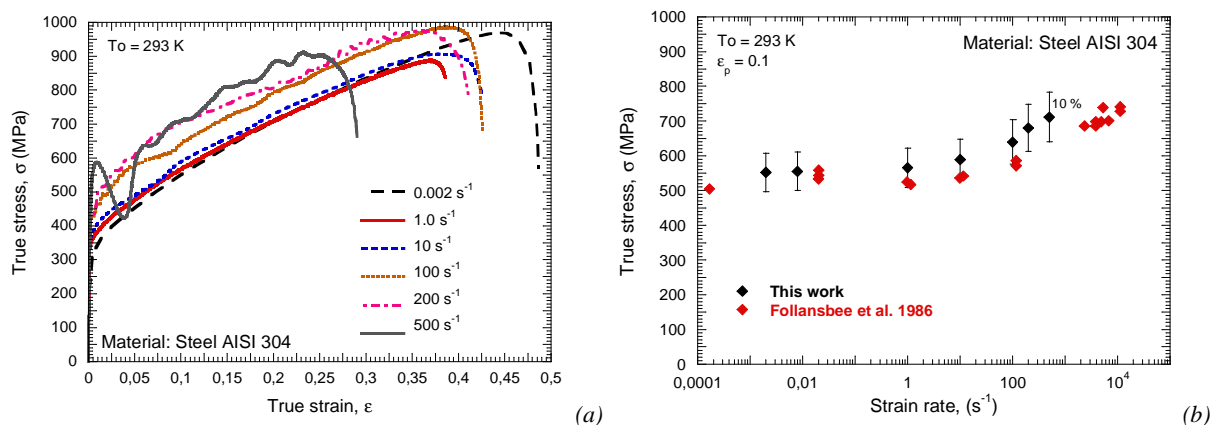 True stress, σ (MPa)
1000
900
800
700
600
500
400
300
200
100
0
To = 293 K
0.002 s⁻¹
1.0 s⁻¹
10 s⁻¹
100 s⁻¹
200 s⁻¹
500 s⁻¹
Material: Steel AISI 304
0 0,05 0,1 0,15 0,2 0,25 0,3 0,35 0,4 0,45 0,5
True strain, ε
(a)
True stress, σ (MPa)
1000
900
800
700
600
500
400
300
200
100
0
To = 293 K
Material: Steel AISI 304
εp = 0.1
10 %
This work
Follansbee et al. 1986
0,0001 0,01 1 100 10⁴
Strain rate, (s⁻¹)
(b)